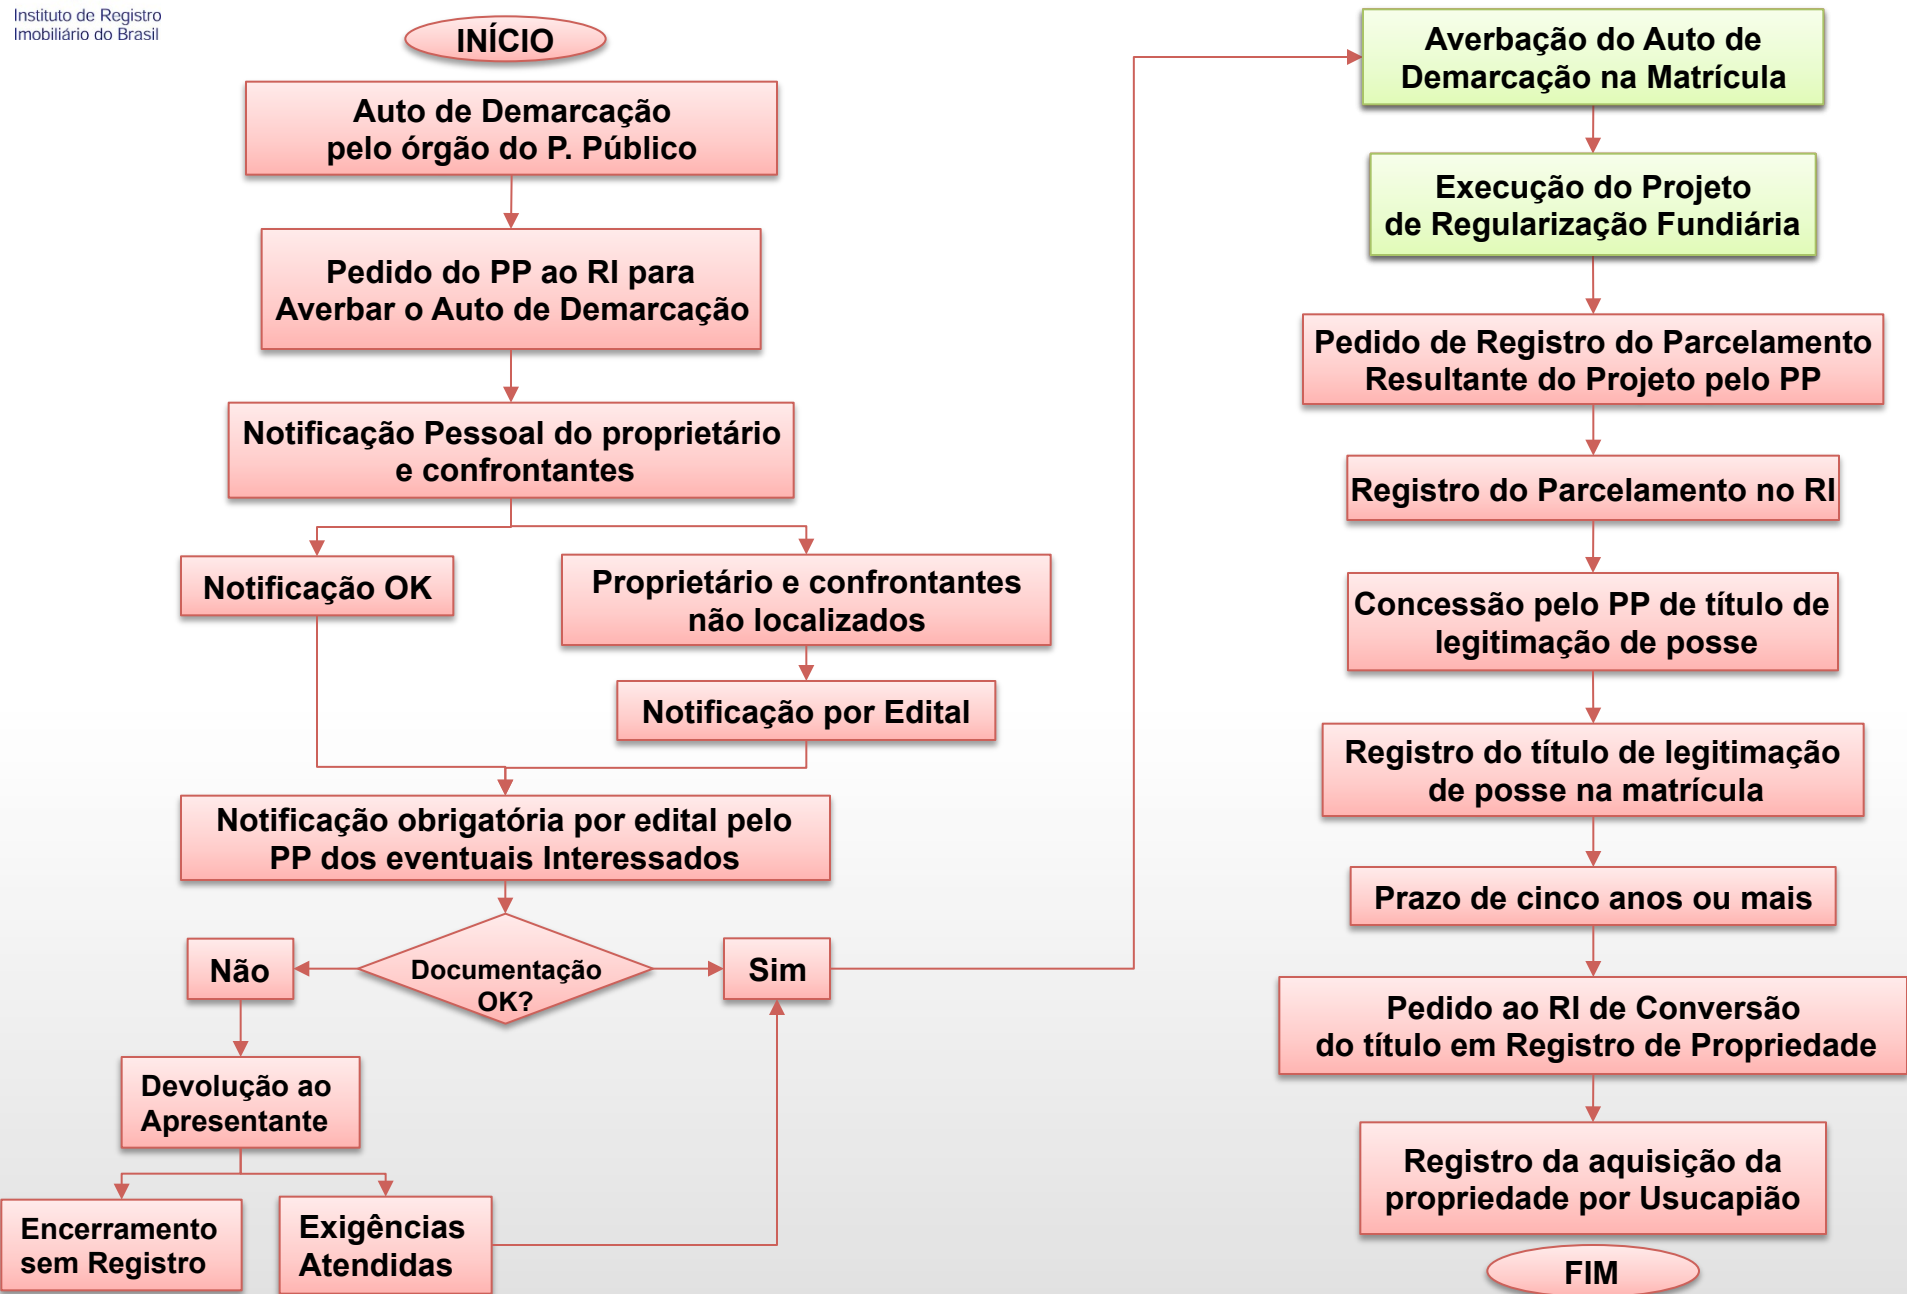 Instituto de Registro
Imobiliário do Brasil
INÍCIO
Auto de Demarcação
pelo órgão do P. Público
Pedido do PP ao RI para
Averbar o Auto de Demarcação
Notificação Pessoal do proprietário
e confrontantes
Notificação OK
Proprietário e confrontantes
não localizados
Notificação por Edital
Notificação obrigatória por edital pelo
PP dos eventuais Interessados
Documentação
OK?
Não
Sim
Devolução ao
Apresentante
Encerramento
sem Registro
Exigências
Atendidas
Averbação do Auto de
Demarcação na Matrícula
Execução do Projeto
de Regularização Fundiária
Pedido de Registro do Parcelamento
Resultante do Projeto pelo PP
Registro do Parcelamento no RI
Concessão pelo PP de título de
legitimação de posse
Registro do título de legitimação
de posse na matrícula
Prazo de cinco anos ou mais
Pedido ao RI de Conversão
do título em Registro de Propriedade
Registro da aquisição da
propriedade por Usucapião
FIM